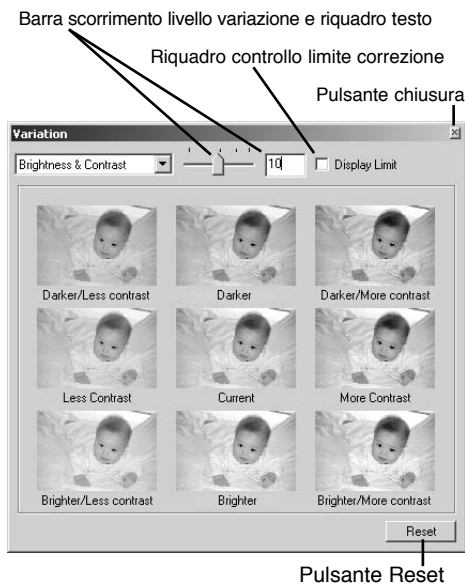 Barra scorrimento livello variazione e riquadro testo
Riquadro controllo limite correzione
Pulsante chiusura
Variation
Brightness & Contrast
10
Display Limit
Darker/Less contrast
Darker
Darker/More contrast
Less Contrast
Current
More Contrast
Brighter/Less contrast
Brighter
Brighter/More contrast
Reset
Pulsante Reset